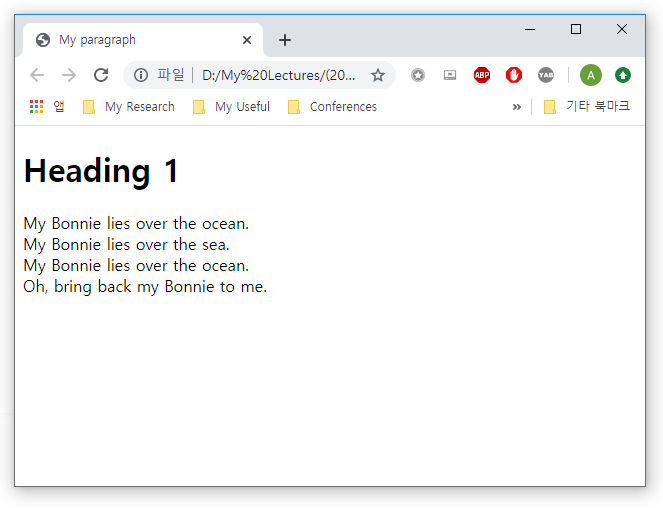 My paragraph
파일 D:/My%20Lectures/(20...
ABP
YAB
A
앱 My Research My Useful Conferences » 기타 북마크
Heading 1
My Bonnie lies over the ocean.
My Bonnie lies over the sea.
My Bonnie lies over the ocean.
Oh, bring back my Bonnie to me.